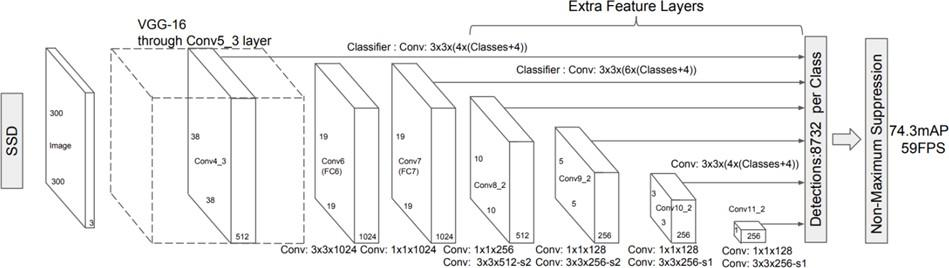 Extra Feature Layers
VGG-16
through Conv5_3 layer
Classifier : Conv: 3x3x(4x(Classes+4))
Classifier : Conv: 3x3x(6x(Classes+4))
SSD
300
Image
300
3
38
Conv4_3
38
512
19
Conv6
(FC6)
19
1024
19
Conv7
(FC7)
19
1024
10
Conv8_2
10
512
5
Conv9_2
5
256
Conv: 3x3x(4x(Classes+4))
3
Conv10_2
3
256
Conv11_2
1
256
Conv: 3x3x1024
Conv: 1x1x1024
Conv: 1x1x256
Conv: 3x3x512-s2
Conv: 1x1x128
Conv: 3x3x256-s2
Conv: 1x1x128
Conv: 3x3x256-s1
Conv: 1x1x128
Conv: 3x3x256-s1
Detections:8732 per Class
Non-Maximum Suppression
74.3mAP
59FPS